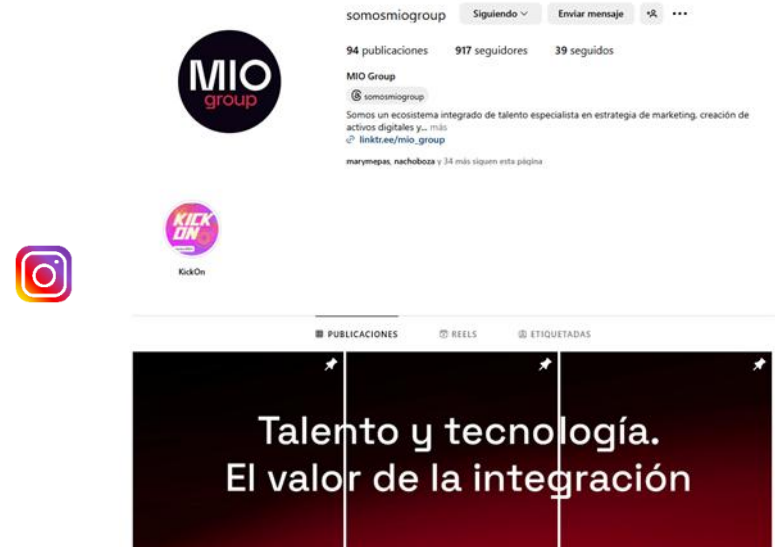 somosmiogroup Siguiendo Enviar mensaje
94 publicaciones 917 seguidores 39 seguidos
MIO Group
somosmiogroup
Somos un ecosistema integrado de talento especialista en estrategia de marketing, creación de
activos digitales y... más
linktr.ee/mio_group
marymepas, nachoboza y 34 más siguen esta página
MIO
group
KICK
ON
KickOn
PUBLICACIONES REELS ETIQUETADAS
Talento y tecnología.
El valor de la integración